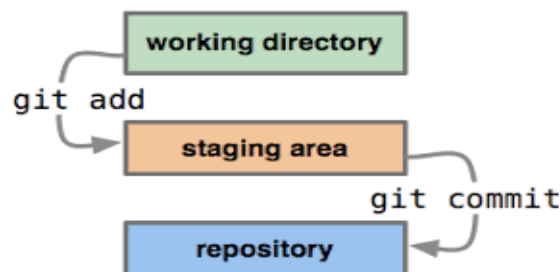 working directory
git add
staging area
git commit
repository